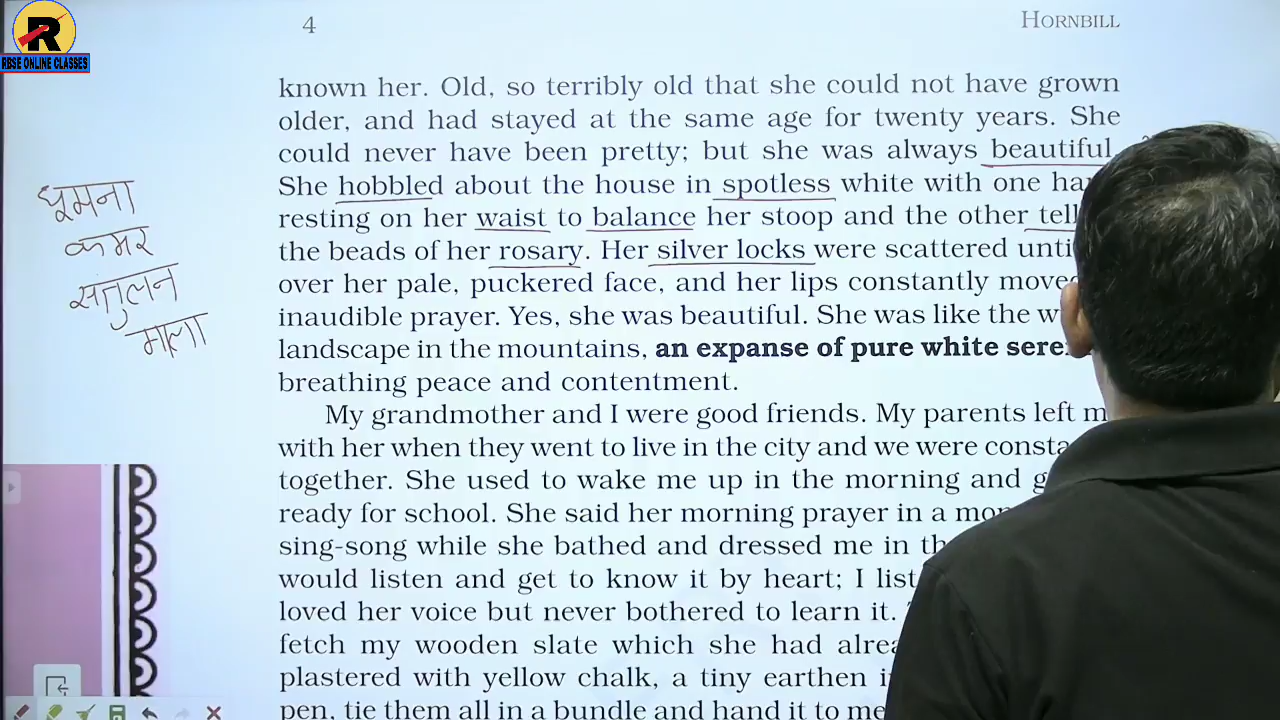 4
HORNBILL
R
RBSE ONLINE CLASSES
known her. Old, so terribly old that she could not have grown
older, and had stayed at the same age for twenty years. She
could never have been pretty; but she was always beautiful.
She hobbled about the house in spotless white with one
resting on her waist to balance her stoop and the other
the beads of her rosary. Her silver locks were scattered
over her pale, puckered face, and her lips constantly
inaudible prayer. Yes, she was beautiful. She was like the
landscape in the mountains, an expanse of pure white
breathing peace and contentment.
My grandmother and I were good friends. My parents left
with her when they went to live in the city and we were
together. She used to wake me up in the morning and
ready for school. She said her morning prayer in a
sing-song while she bathed and dressed me in
would listen and get to know it by heart; I
loved her voice but never bothered to learn it.
fetch my wooden slate which she had
plastered with yellow chalk, a tiny earthen
pen, tie them all in a bundle and hand it to me
घूमना
कमर
सतुलन
माला